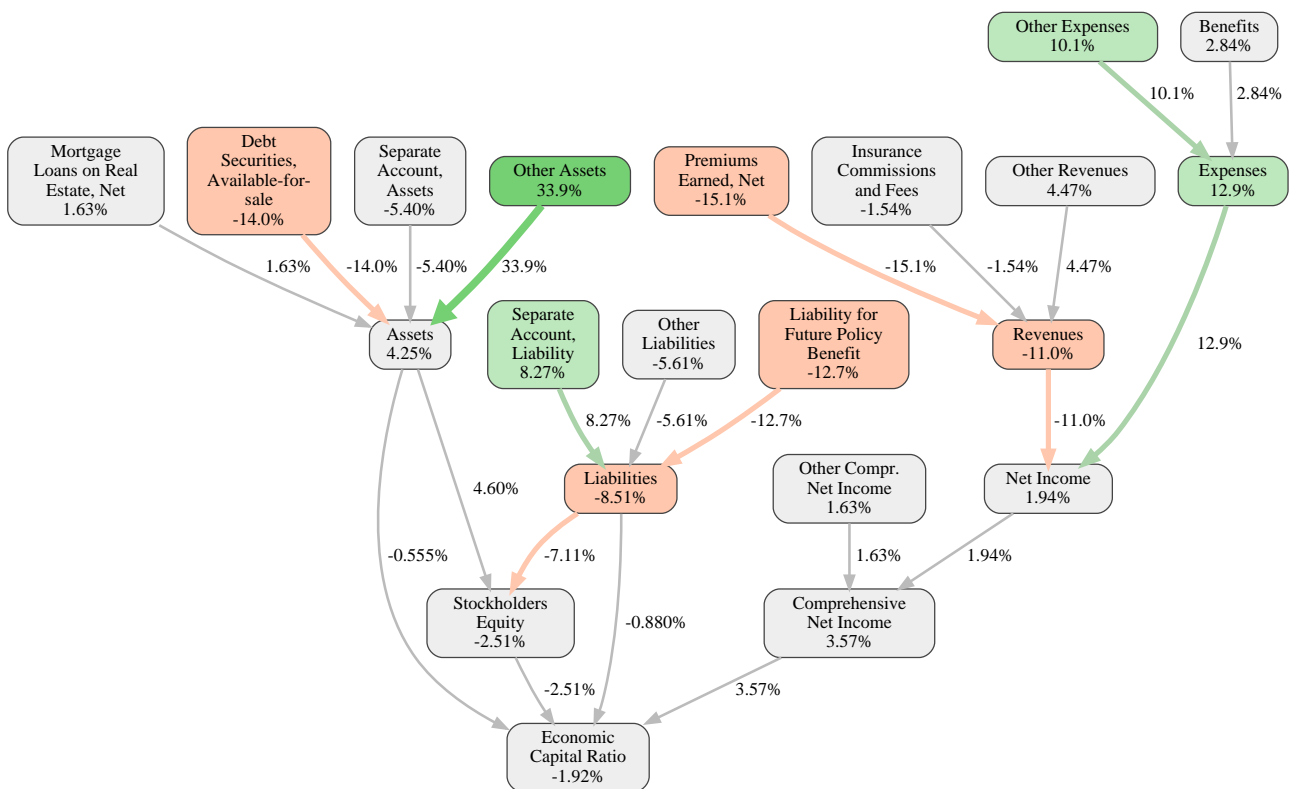 Other Expenses
10.1%
Benefits
2.84%
10.1%
2.84%
Mortgage
Loans on Real
Estate, Net
1.63%
Debt
Securities,
Available-for-
sale
-14.0%
Separate
Account,
Assets
-5.40%
Other Assets
33.9%
Premiums
Earned, Net
-15.1%
Insurance
Commissions
and Fees
-1.54%
Other Revenues
4.47%
Expenses
12.9%
1.63%
-14.0%
-5.40%
33.9%
-15.1%
-1.54%
4.47%
Assets
4.25%
Separate
Account,
Liability
8.27%
Other
Liabilities
-5.61%
Liability for
Future Policy
Benefit
-12.7%
Revenues
-11.0%
12.9%
8.27%
-5.61%
-12.7%
-11.0%
4.60%
Liabilities
-8.51%
Other Compr.
Net Income
1.63%
Net Income
1.94%
-0.555%
-7.11%
1.63%
1.94%
Stockholders
Equity
-2.51%
-0.880%
Comprehensive
Net Income
3.57%
-2.51%
3.57%
Economic
Capital Ratio
-1.92%